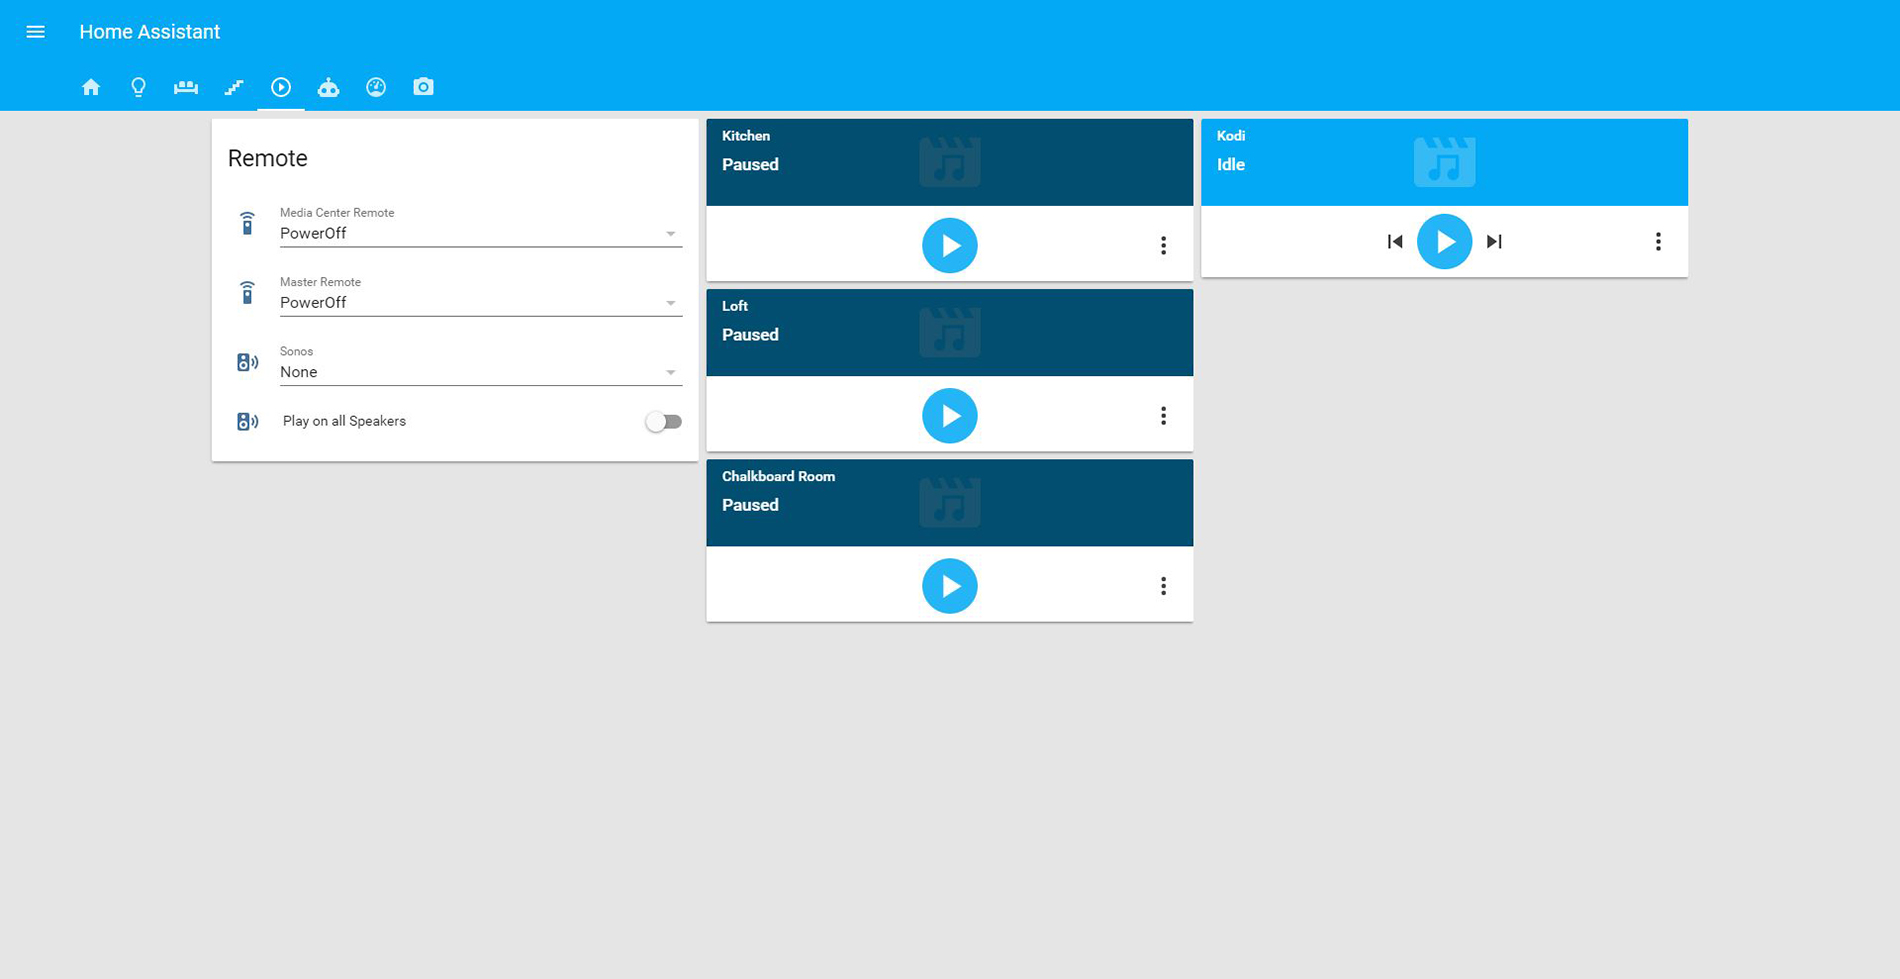 Home Assistant
Remote
Media Center Remote
PowerOff
Master Remote
PowerOff
Sonos
None
Play on all Speakers
Kitchen
Paused
Loft
Paused
Chalkboard Room
Paused
Kodi
Idle